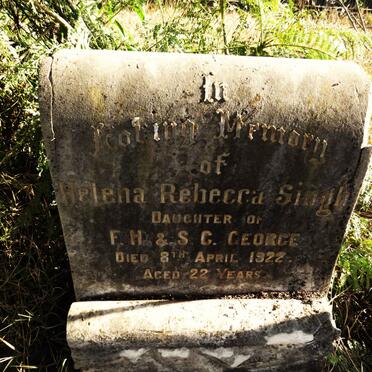 In
Loving Memory
of
Helena Rebecca Singh
DAUGHTER OF
F. H. & S. C. GEORGE
DIED 8TH APRIL 1922
AGED 22 YEARS